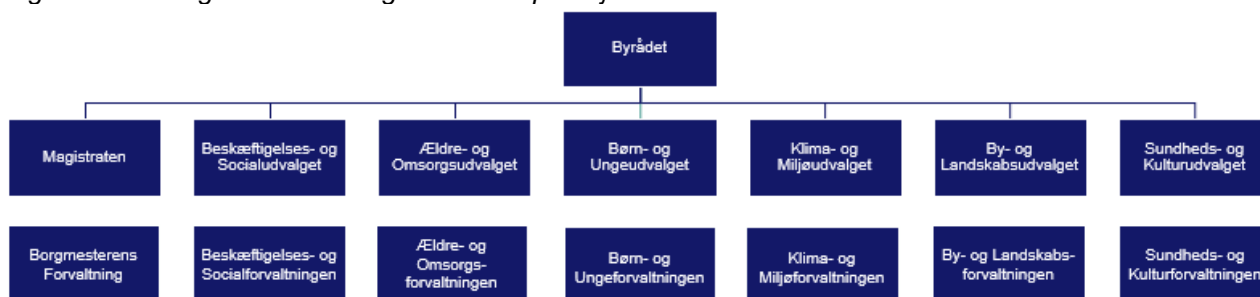 Byrådet
Magistraten
Beskæftigelses- og
Socialudvalget
Ældre- og
Omsorgsudvalget
Børn- og
Ungeudvalget
Klima- og
Miljøudvalget
By- og
Landskabsudvalget
Sundheds- og
Kulturudvalget
Borgmesterens
Forvaltning
Beskæftigelses- og
Socialforvaltningen
Ældre- og
Omsorgs-
forvaltningen
Børn- og
Ungeforvaltningen
Klima- og
Miljøforvaltningen
By- og Landskabs-
forvaltningen
Sundheds- og
Kulturforvaltningen